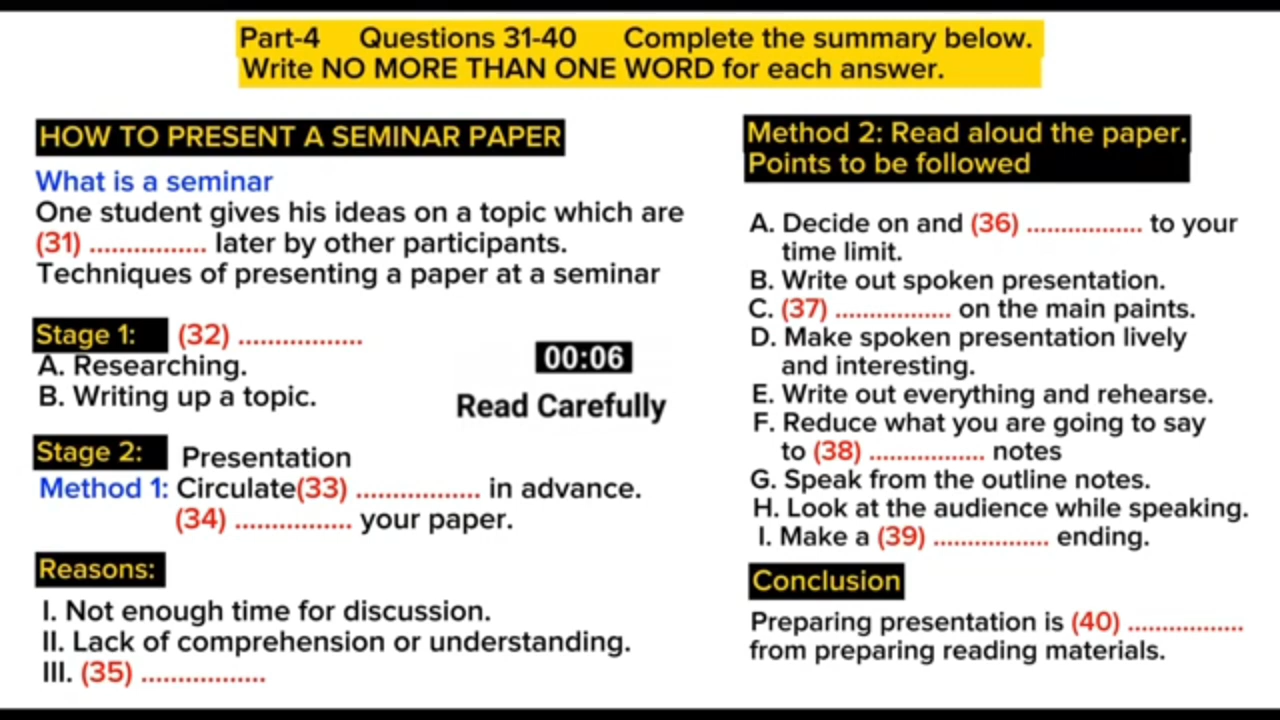 Part-4 Questions 31-40 Complete the summary below.
Write NO MORE THAN ONE WORD for each answer.
HOW TO PRESENT A SEMINAR PAPER
What is a seminar
One student gives his ideas on a topic which are
(31) ................ later by other participants.
Techniques of presenting a paper at a seminar
Stage 1: (32) .................
A. Researching.
B. Writing up a topic.
Stage 2: Presentation
Method 1: Circulate(33) ................. in advance.
(34) ................ your paper.
Reasons:
I. Not enough time for discussion.
II. Lack of comprehension or understanding.
III. (35) .................
00:06
Read Carefully
Method 2: Read aloud the paper.
Points to be followed
A. Decide on and (36) ................. to your
time limit.
B. Write out spoken presentation.
C. (37) ................. on the main paints.
D. Make spoken presentation lively
and interesting.
E. Write out everything and rehearse.
F. Reduce what you are going to say
to (38) ................. notes
G. Speak from the outline notes.
H. Look at the audience while speaking.
I. Make a (39) ................. ending.
Conclusion
Preparing presentation is (40) .................
from preparing reading materials.